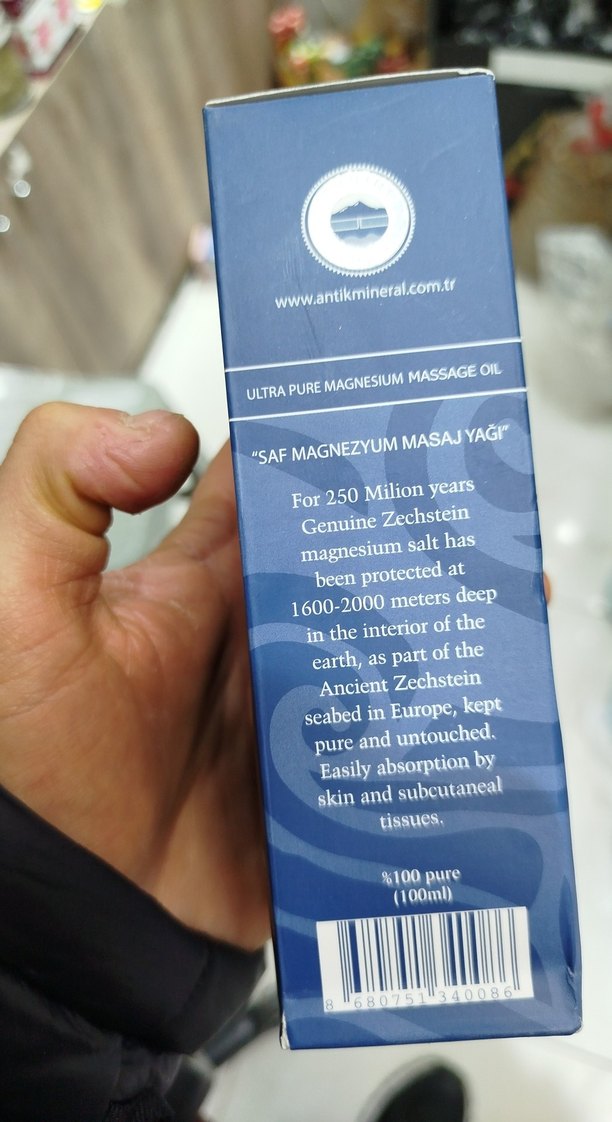 www.antikmineral.com.tr
ULTRA PURE MAGNESIUM MASSAGE OIL
"SAF MAGNEZYUM MASAJ YAĞI"
For 250 Milion years
Genuine Zechstein
magnesium salt has
been protected at
1600-2000 meters deep
in the interior of the
earth, as part of the
Ancient Zechstein
seabed in Europe, kept
pure and untouched.
Easily absorption by
skin and subcutaneal
tissues.
%100 pure
(100ml)
8 680751 340086